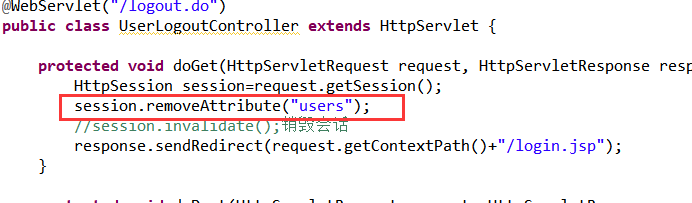 @WebServlet("/logout.do")
public class UserLogoutController extends HttpServlet {
protected void doGet(HttpServletRequest request, HttpServletResponse resp
HttpSession session=request.getSession();
session.removeAttribute("users");
//session.invalidate();销毁会话
response.sendRedirect(request.getContextPath()+"/login.jsp");
}